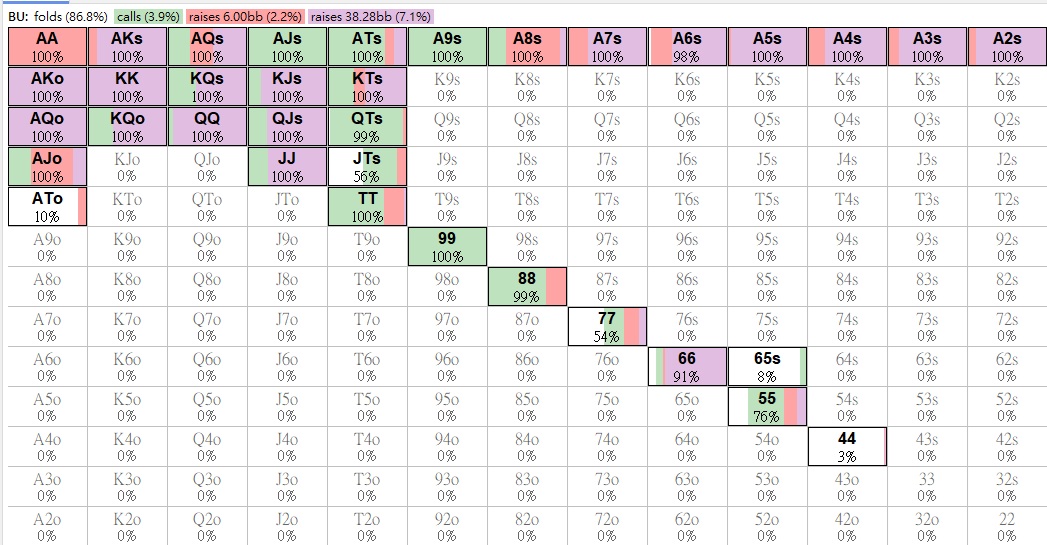 BU: folds (86.8%) calls (3.9%) raises 6.00bb (2.2%) raises 38.28bb (7.1%)
AA AKs AQs AJs ATs A9s A8s A7s A6s A5s A4s A3s A2s
100% 100% 100% 100% 100% 100% 100% 100% 98% 100% 100% 100% 100%
AKo KK KQs KJs KTs K9s K8s K7s K6s K5s K4s K3s K2s
100% 100% 100% 100% 100% 0% 0% 0% 0% 0% 0% 0% 0%
AQo KQo QQ QJs QTs Q9s Q8s Q7s Q6s Q5s Q4s Q3s Q2s
100% 100% 100% 100% 99% 0% 0% 0% 0% 0% 0% 0% 0%
AJo KJo QJo JJ JTs J9s J8s J7s J6s J5s J4s J3s J2s
100% 0% 0% 100% 56% 0% 0% 0% 0% 0% 0% 0% 0%
ATo KTo QTo JTo TT T9s T8s T7s T6s T5s T4s T3s T2s
10% 0% 0% 0% 100% 0% 0% 0% 0% 0% 0% 0% 0%
A9o K9o Q9o J9o T9o 99 98s 97s 96s 95s 94s 93s 92s
0% 0% 0% 0% 0% 100% 0% 0% 0% 0% 0% 0% 0%
A8o K8o Q8o J8o T8o 98o 88 87s 86s 85s 84s 83s 82s
0% 0% 0% 0% 0% 0% 99% 0% 0% 0% 0% 0% 0%
A7o K7o Q7o J7o T7o 97o 87o 77 76s 75s 74s 73s 72s
0% 0% 0% 0% 0% 0% 0% 54% 0% 0% 0% 0% 0%
A6o K6o Q6o J6o T6o 96o 86o 76o 66 65s 64s 63s 62s
0% 0% 0% 0% 0% 0% 0% 0% 91% 8% 0% 0% 0%
A5o K5o Q5o J5o T5o 95o 85o 75o 65o 55 54s 53s 52s
0% 0% 0% 0% 0% 0% 0% 0% 0% 76% 0% 0% 0%
A4o K4o Q4o J4o T4o 94o 84o 74o 64o 54o 44 43s 42s
0% 0% 0% 0% 0% 0% 0% 0% 0% 0% 3% 0% 0%
A3o K3o Q3o J3o T3o 93o 83o 73o 63o 53o 43o 33 32s
0% 0% 0% 0% 0% 0% 0% 0% 0% 0% 0% 0% 0%
A2o K2o Q2o J2o T2o 92o 82o 72o 62o 52o 42o 32o 22
0% 0% 0% 0% 0% 0% 0% 0% 0% 0% 0% 0% 0%